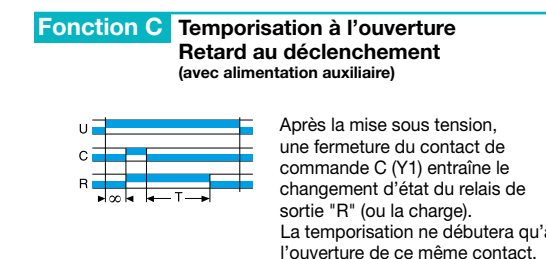 Fonction C Temporisation à l'ouverture
Retard au déclenchement
(avec alimentation auxiliaire)
U
C
R
∞
T
Après la mise sous tension,
une fermeture du contact de
commande C (Y1) entraîne le
changement d'état du relais de
sortie "R" (ou la charge).
La temporisation ne débutera qu'à
l'ouverture de ce même contact.